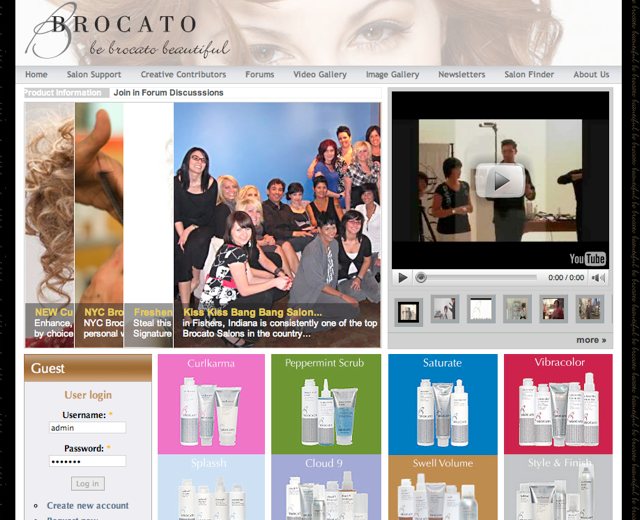 BROCATO
be brocato beautiful
Home Salon Support Creative Contributors Forums Video Gallery Image Gallery Newsletters Salon Finder About Us
Product Information Join in Forum Discusssions
NEW Cu
Enhance,
by choice
NYC Bro
NYC Bro
personal
Freshen
Steal this
Signature
Kiss Kiss Bang Bang Salon...
in Fishers, Indiana is consistently one of the top
Brocato Salons in the country...
YouTube
0:00 / 0:00
more »
Guest
User login
Username: *
admin
Password: *
•••••••
Log in
Create new account
Curlkarma
Peppermint Scrub
Saturate
Vibracolor
Splassh
Cloud 9
Swell Volume
Style & Finish